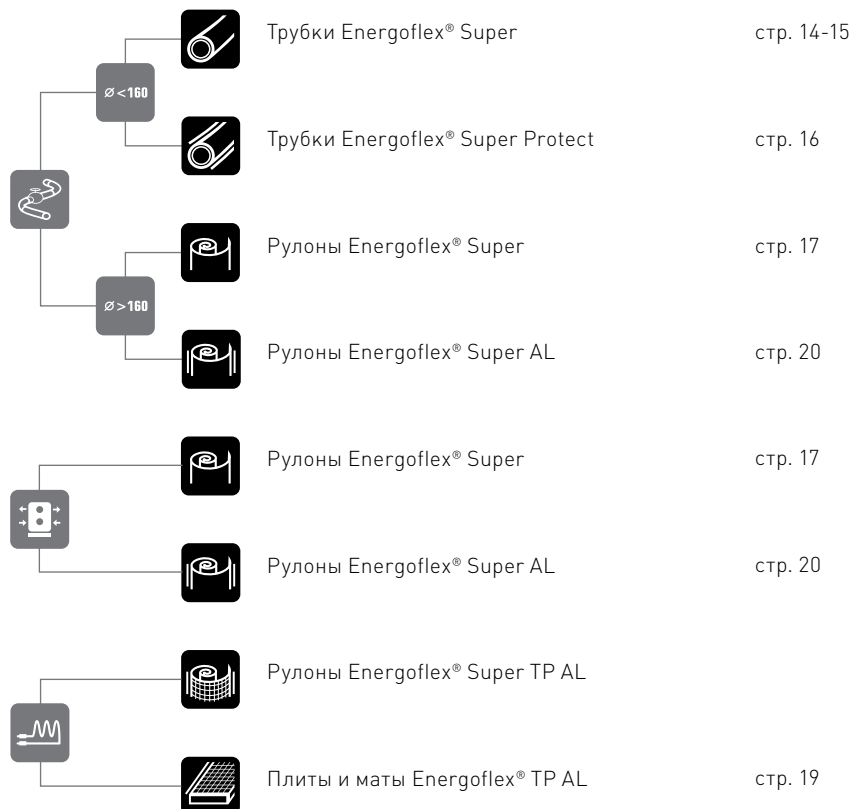 Трубки Energoflex® Super стр. 14-15
ø<160
Трубки Energoflex® Super Protect стр. 16
Рулоны Energoflex® Super стр. 17
ø>160
Рулоны Energoflex® Super AL стр. 20
Рулоны Energoflex® Super стр. 17
Рулоны Energoflex® Super AL стр. 20
Рулоны Energoflex® Super ТР AL
Плиты и маты Energoflex® ТР AL стр. 19